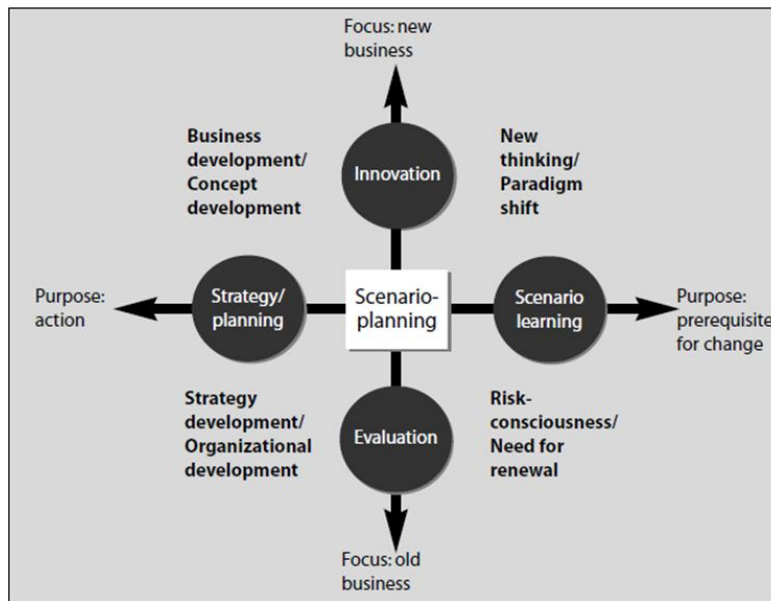 Focus: new
business
Business
development/
Concept
development
Innovation
New
thinking/
Paradigm
shift
Purpose:
action
Strategy/
planning
Scenario-
planning
Scenario
learning
Purpose:
prerequisite
for change
Strategy
development/
Organizational
development
Evaluation
Risk-
consciousness/
Need for
renewal
Focus: old
business